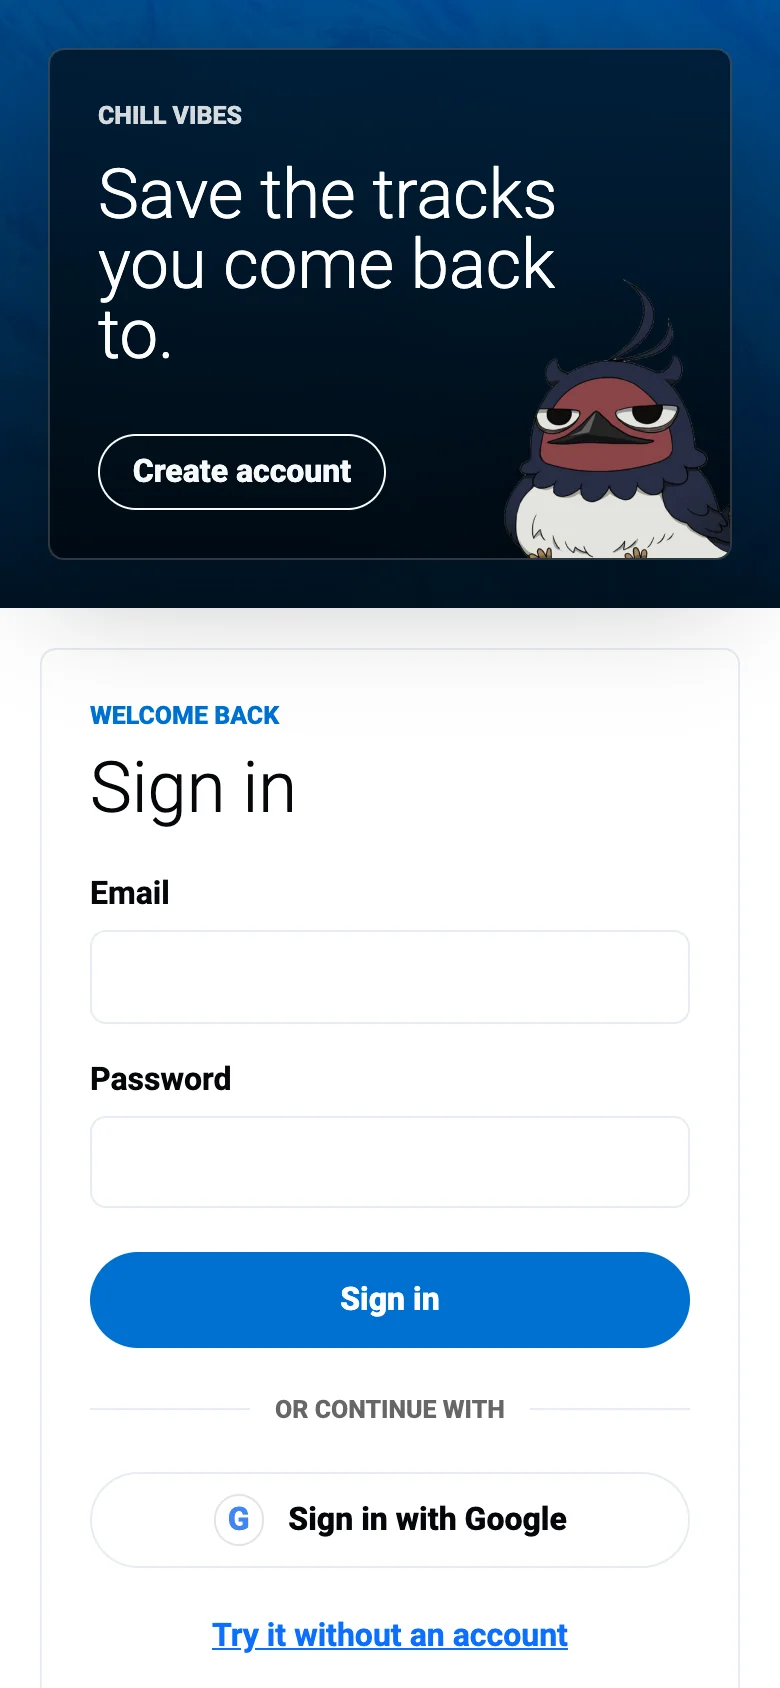 CHILL VIBES
Save the tracks
you come back
to.
Create account
WELCOME BACK
Sign in
Email
Password
Sign in
OR CONTINUE WITH
G Sign in with Google
Try it without an account